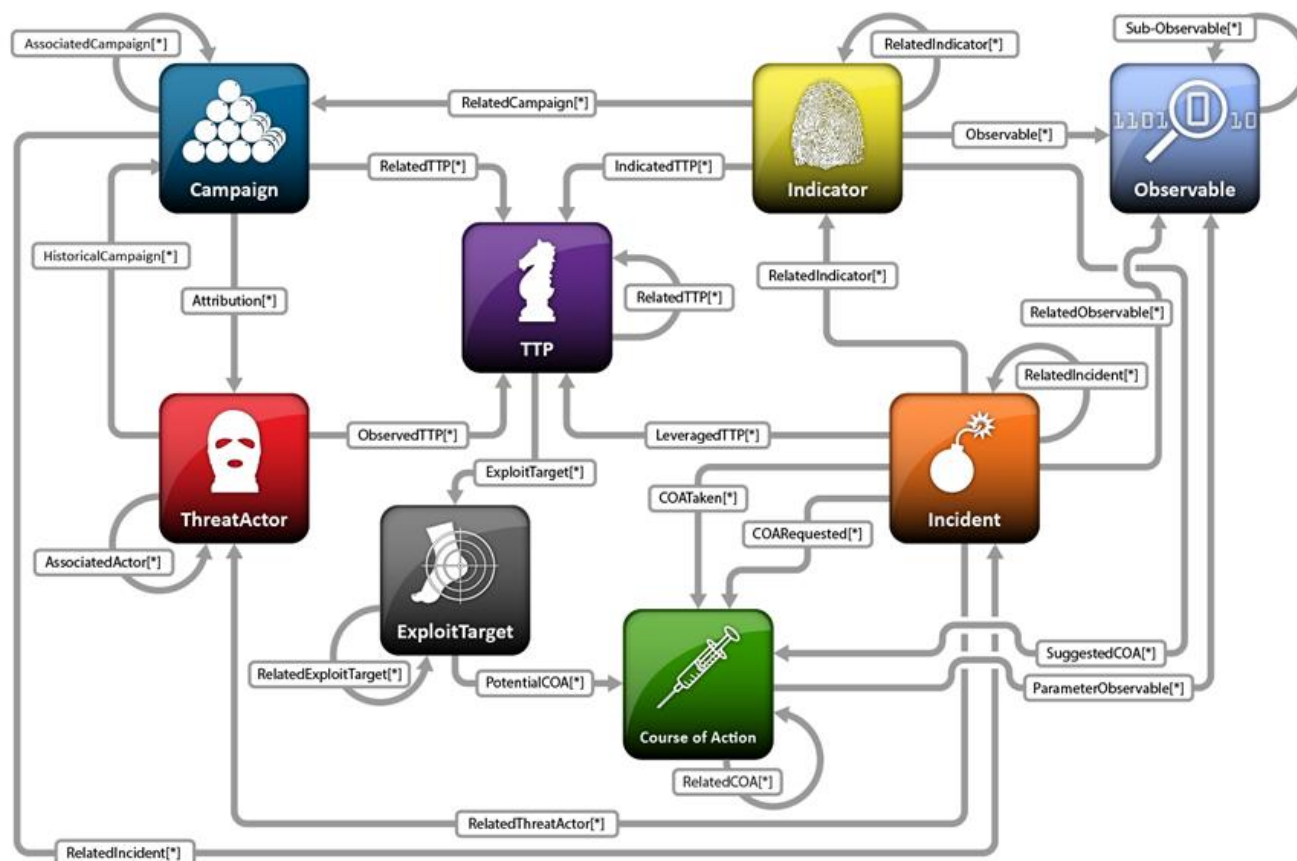 AssociatedCampaign[*]
RelatedIndicator[*]
Sub-Observable[*]
RelatedCampaign[*]
1101 0 10
Observable[*]
RelatedTTP[*]
IndicatedTTP[*]
Campaign
Indicator
Observable
HistoricalCampaign[*]
RelatedIndicator[*]
Attribution[*]
RelatedTTP[*]
RelatedObservable[*]
TTP
RelatedIncident[*]
ObservedTTP[*]
LeveragedTTP[*]
ExploitTarget[*]
COATaken[*]
ThreatActor
Incident
COARequested[*]
AssociatedActor[*]
ExploitTarget
SuggestedCOA[*]
RelatedExploitTarget[*]
PotentialCOA[*]
ParameterObservable[*]
Course of Action
RelatedCOA[*]
RelatedThreatActor[*]
RelatedIncident[*]